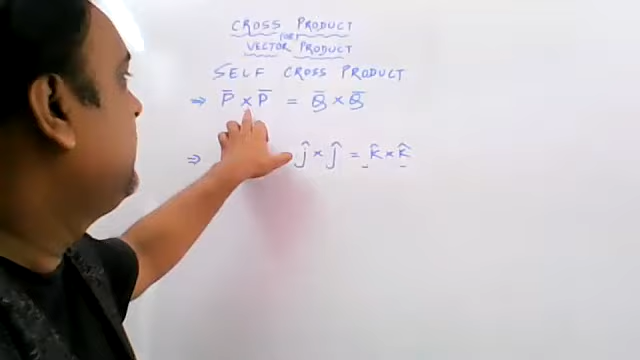 CROSS PRODUCT
(or)
VECTOR PRODUCT
SELF CROSS PRODUCT
⇒ P̄ × P̄ = Q̄ × Q̄
⇒ ĵ × ĵ = k̂ × k̂